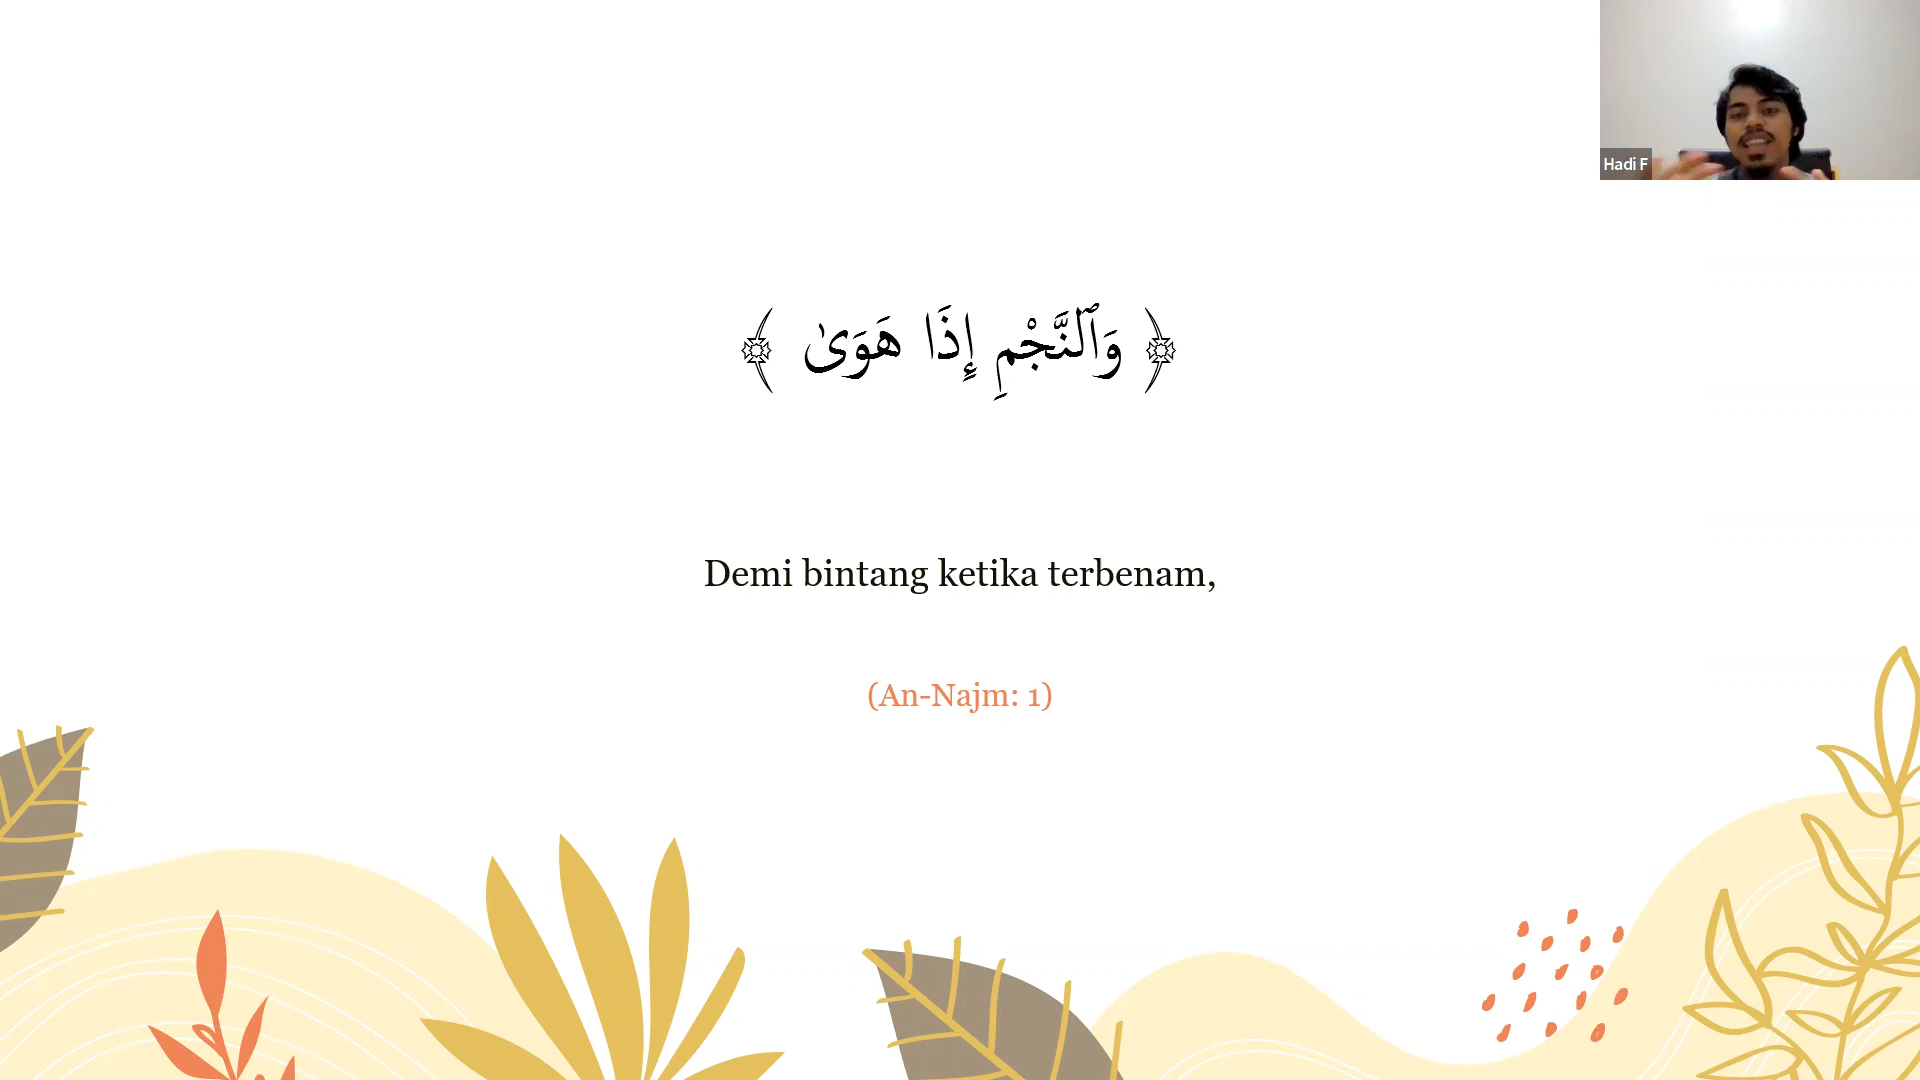 Hadi F
﴿ وَٱلنَّجْمِ إِذَا هَوَىٰ ﴾
Demi bintang ketika terbenam,
(An-Najm: 1)